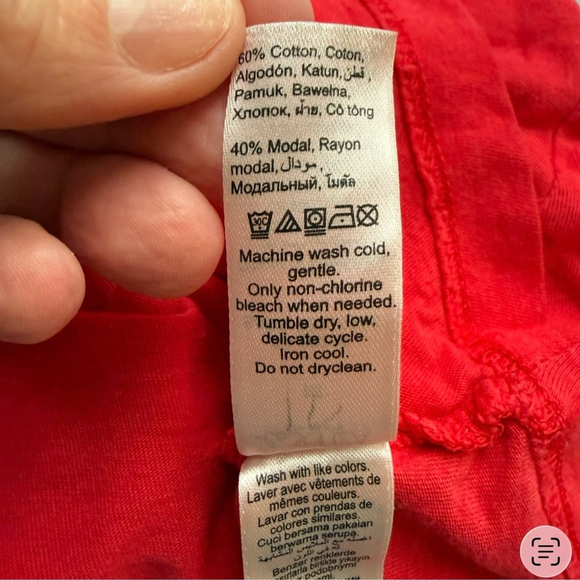 60% Cotton, Coton,
Algodón, Katun, قطن,
Pamuk, Bawełna,
Хлопок, ฝ้าย, Cô tông
40% Modal, Rayon
modal, مودال,
Модальный, โมดัล
30C
Machine wash cold,
gentle.
Only non-chlorine
bleach when needed.
Tumble dry, low,
delicate cycle.
Iron cool.
Do not dryclean.
Wash with like colors.
Laver avec vêtements de
mêmes couleurs.
Lavar con prendas de
colores similares.
Cuci bersama pakaian
berwarna serupa.
Benzer renklerde